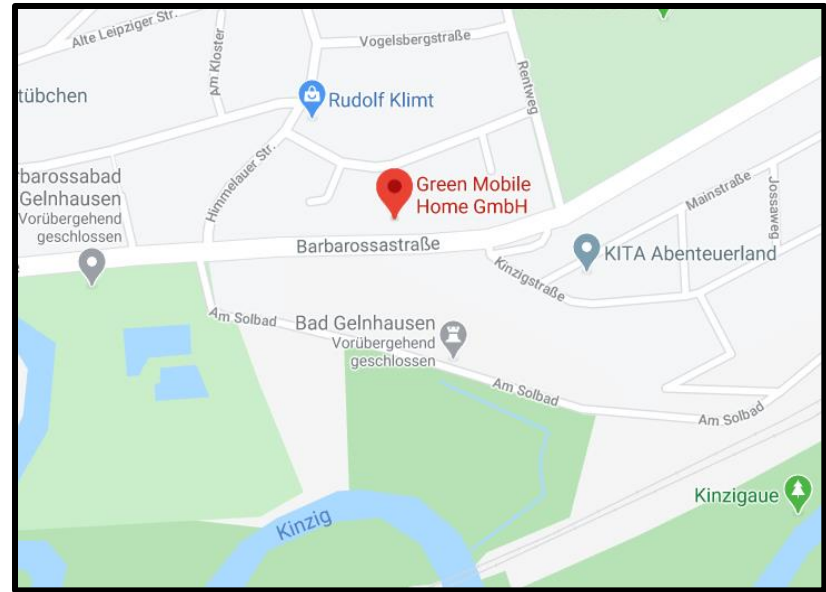 Alte Leipziger Str.
Am Kloster
Vogelsbergstraße
Rentweg
tübchen
Rudolf Klimt
Himmelauer Str.
rbarossabad
Gelnhausen
Vorübergehend
geschlossen
Green Mobile
Home GmbH
Mainstraße
Jossaweg
Barbarossastraße
KITA Abenteuerland
Kinzigstraße
e
Am Solbad
Bad Gelnhausen
Vorübergehend
geschlossen
Am Solbad
Am Solbad
Kinzigaue
Kinzig